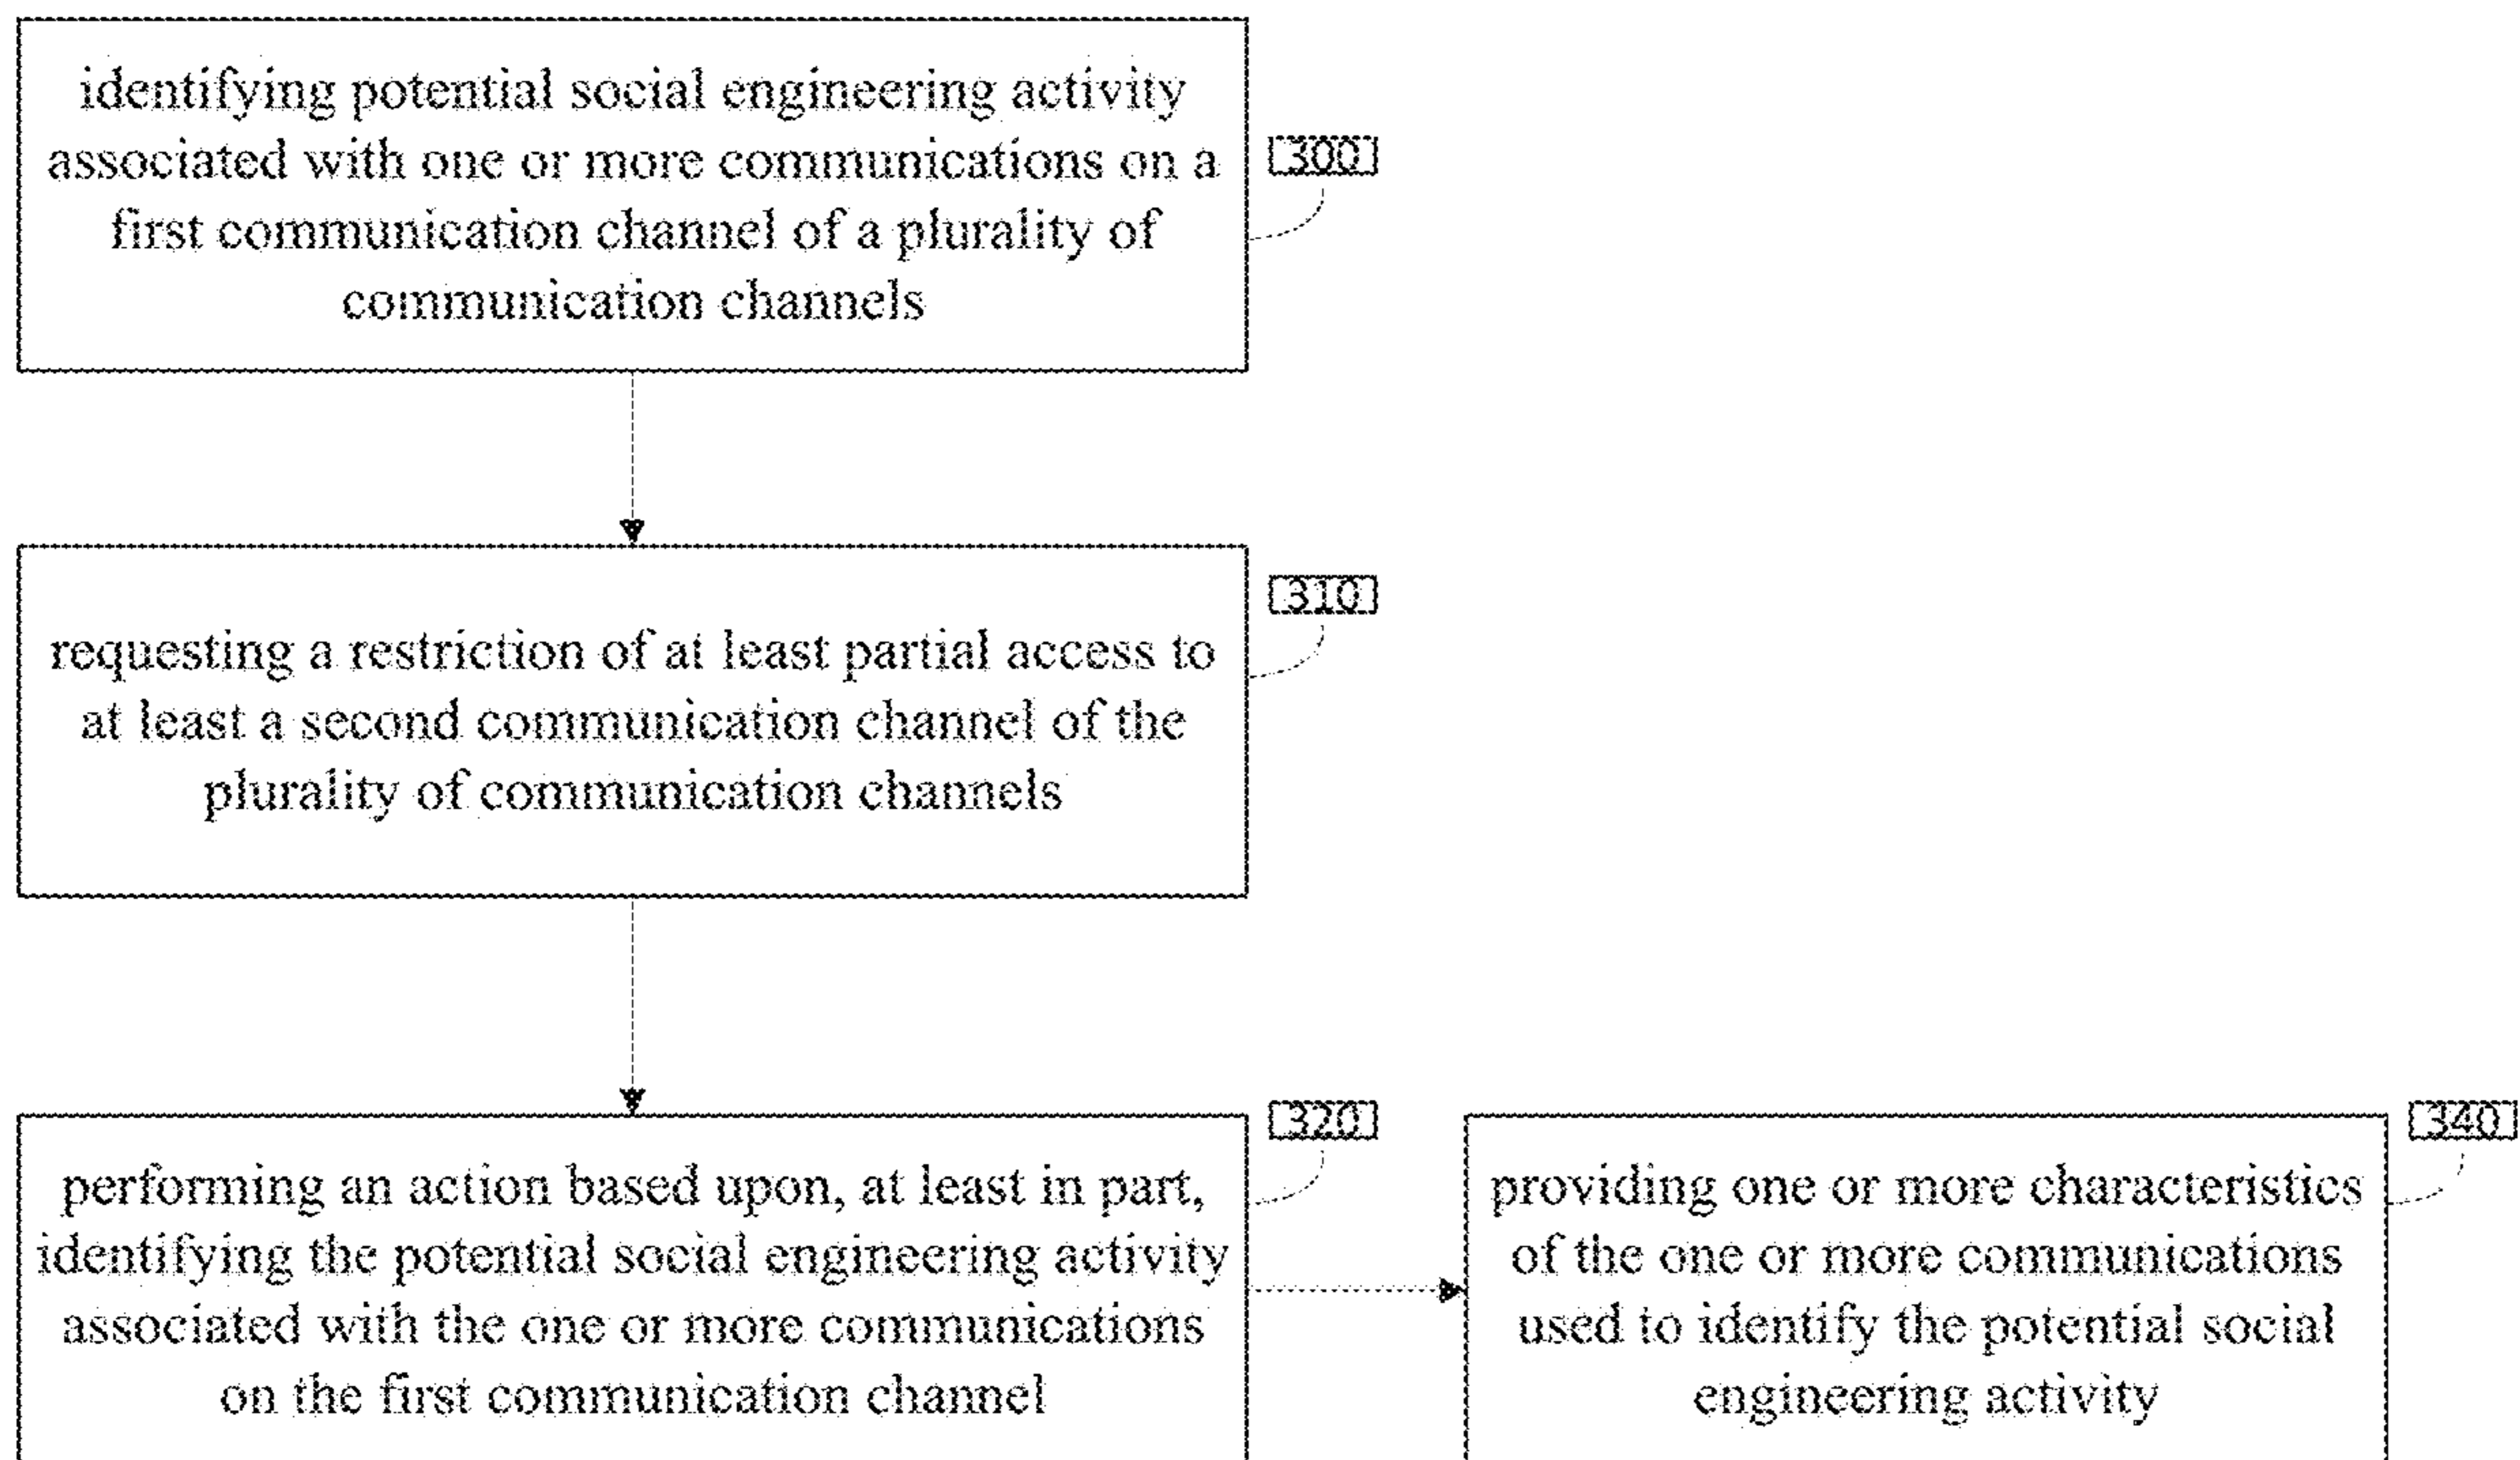 identifying potential social engineering activity
associated with one or more communications on a
first communication channel of a plurality of
communication channels
300
requesting a restriction of at least partial access to
at least a second communication channel of the
plurality of communication channels
310
performing an action based upon, at least in part,
identifying the potential social engineering activity
associated with the one or more communications
on the first communication channel
320
providing one or more characteristics
of the one or more communications
used to identify the potential social
engineering activity
340